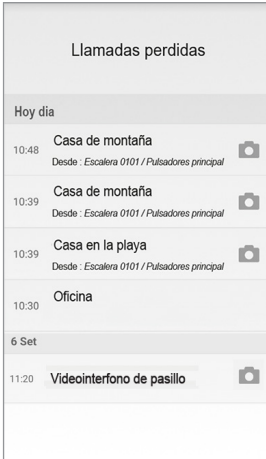 Llamadas perdidas
Hoy dia
10:48
Casa de montaña
Desde : Escalera 0101 / Pulsadores principal
10:39
Casa de montaña
Desde : Escalera 0101 / Pulsadores principal
10:39
Casa en la playa
Desde : Escalera 0101 / Pulsadores principal
10:30
Oficina
6 Set
11:20
Videointerfono de pasillo